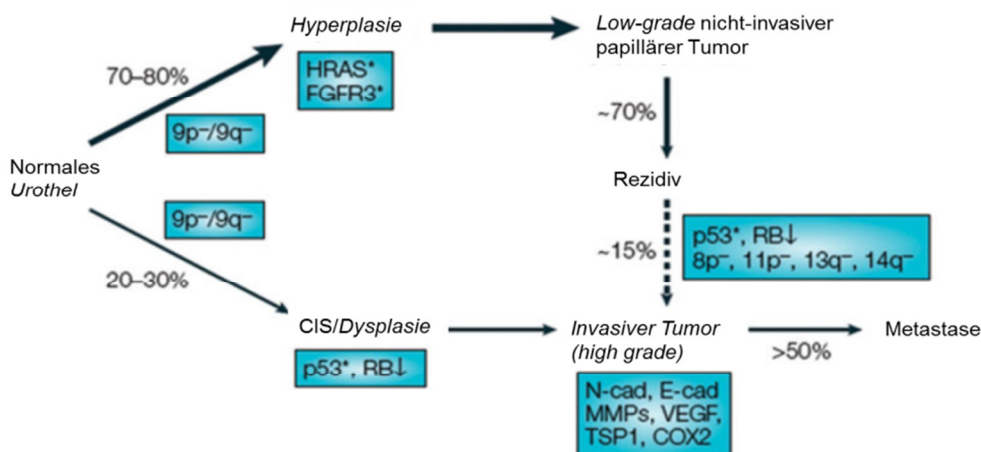 Hyperplasie
HRAS*
FGFR3*
Low-grade nicht-invasiver
papillärer Tumor
70–80%
9p⁻/9q⁻
~70%
Normales
Urothel
Rezidiv
9p⁻/9q⁻
20–30%
~15%
p53*, RB↓
8p⁻, 11p⁻, 13q⁻, 14q⁻
CIS/Dysplasie
p53*, RB↓
Invasiver Tumor
(high grade)
>50%
Metastase
N-cad, E-cad
MMPs, VEGF,
TSP1, COX2